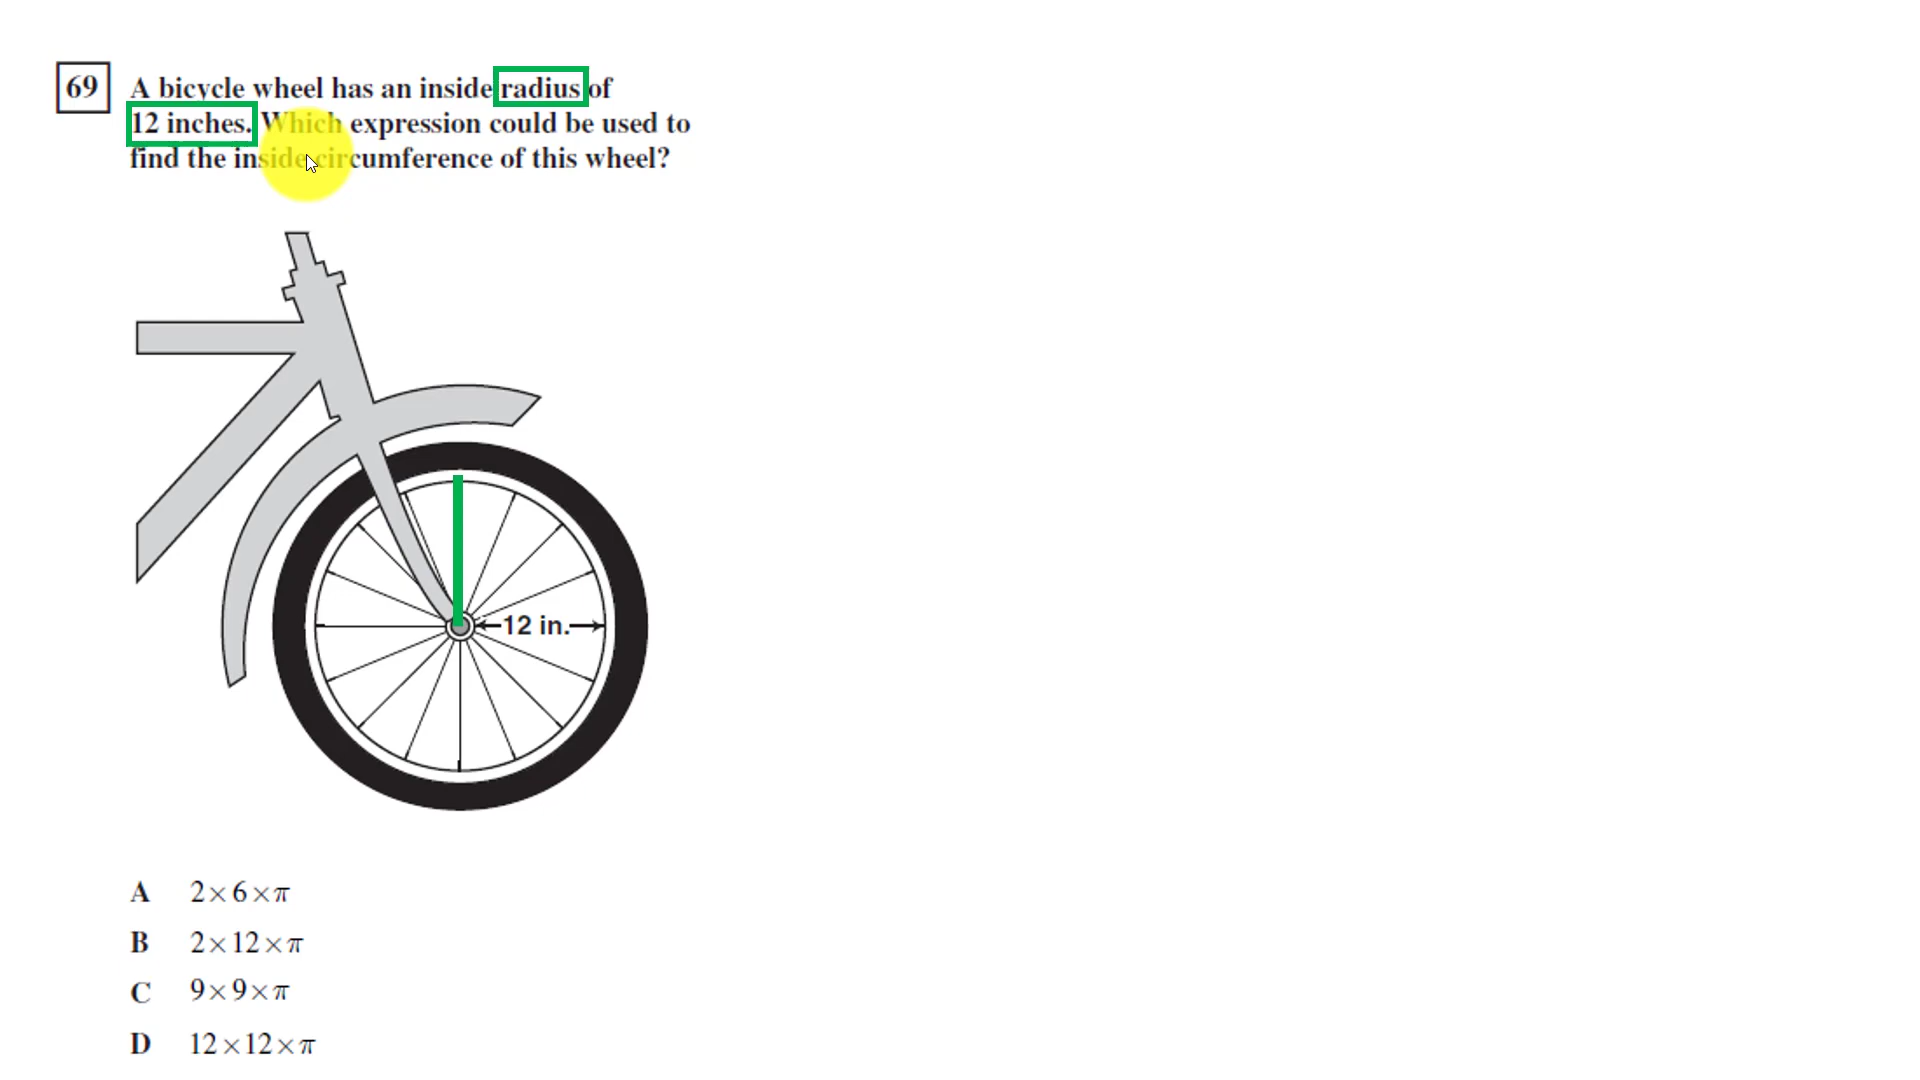 69 A bicycle wheel has an inside radius of
12 inches. Which expression could be used to
find the inside circumference of this wheel?
12 in.
A 2×6×π
B 2×12×π
C 9×9×π
D 12×12×π